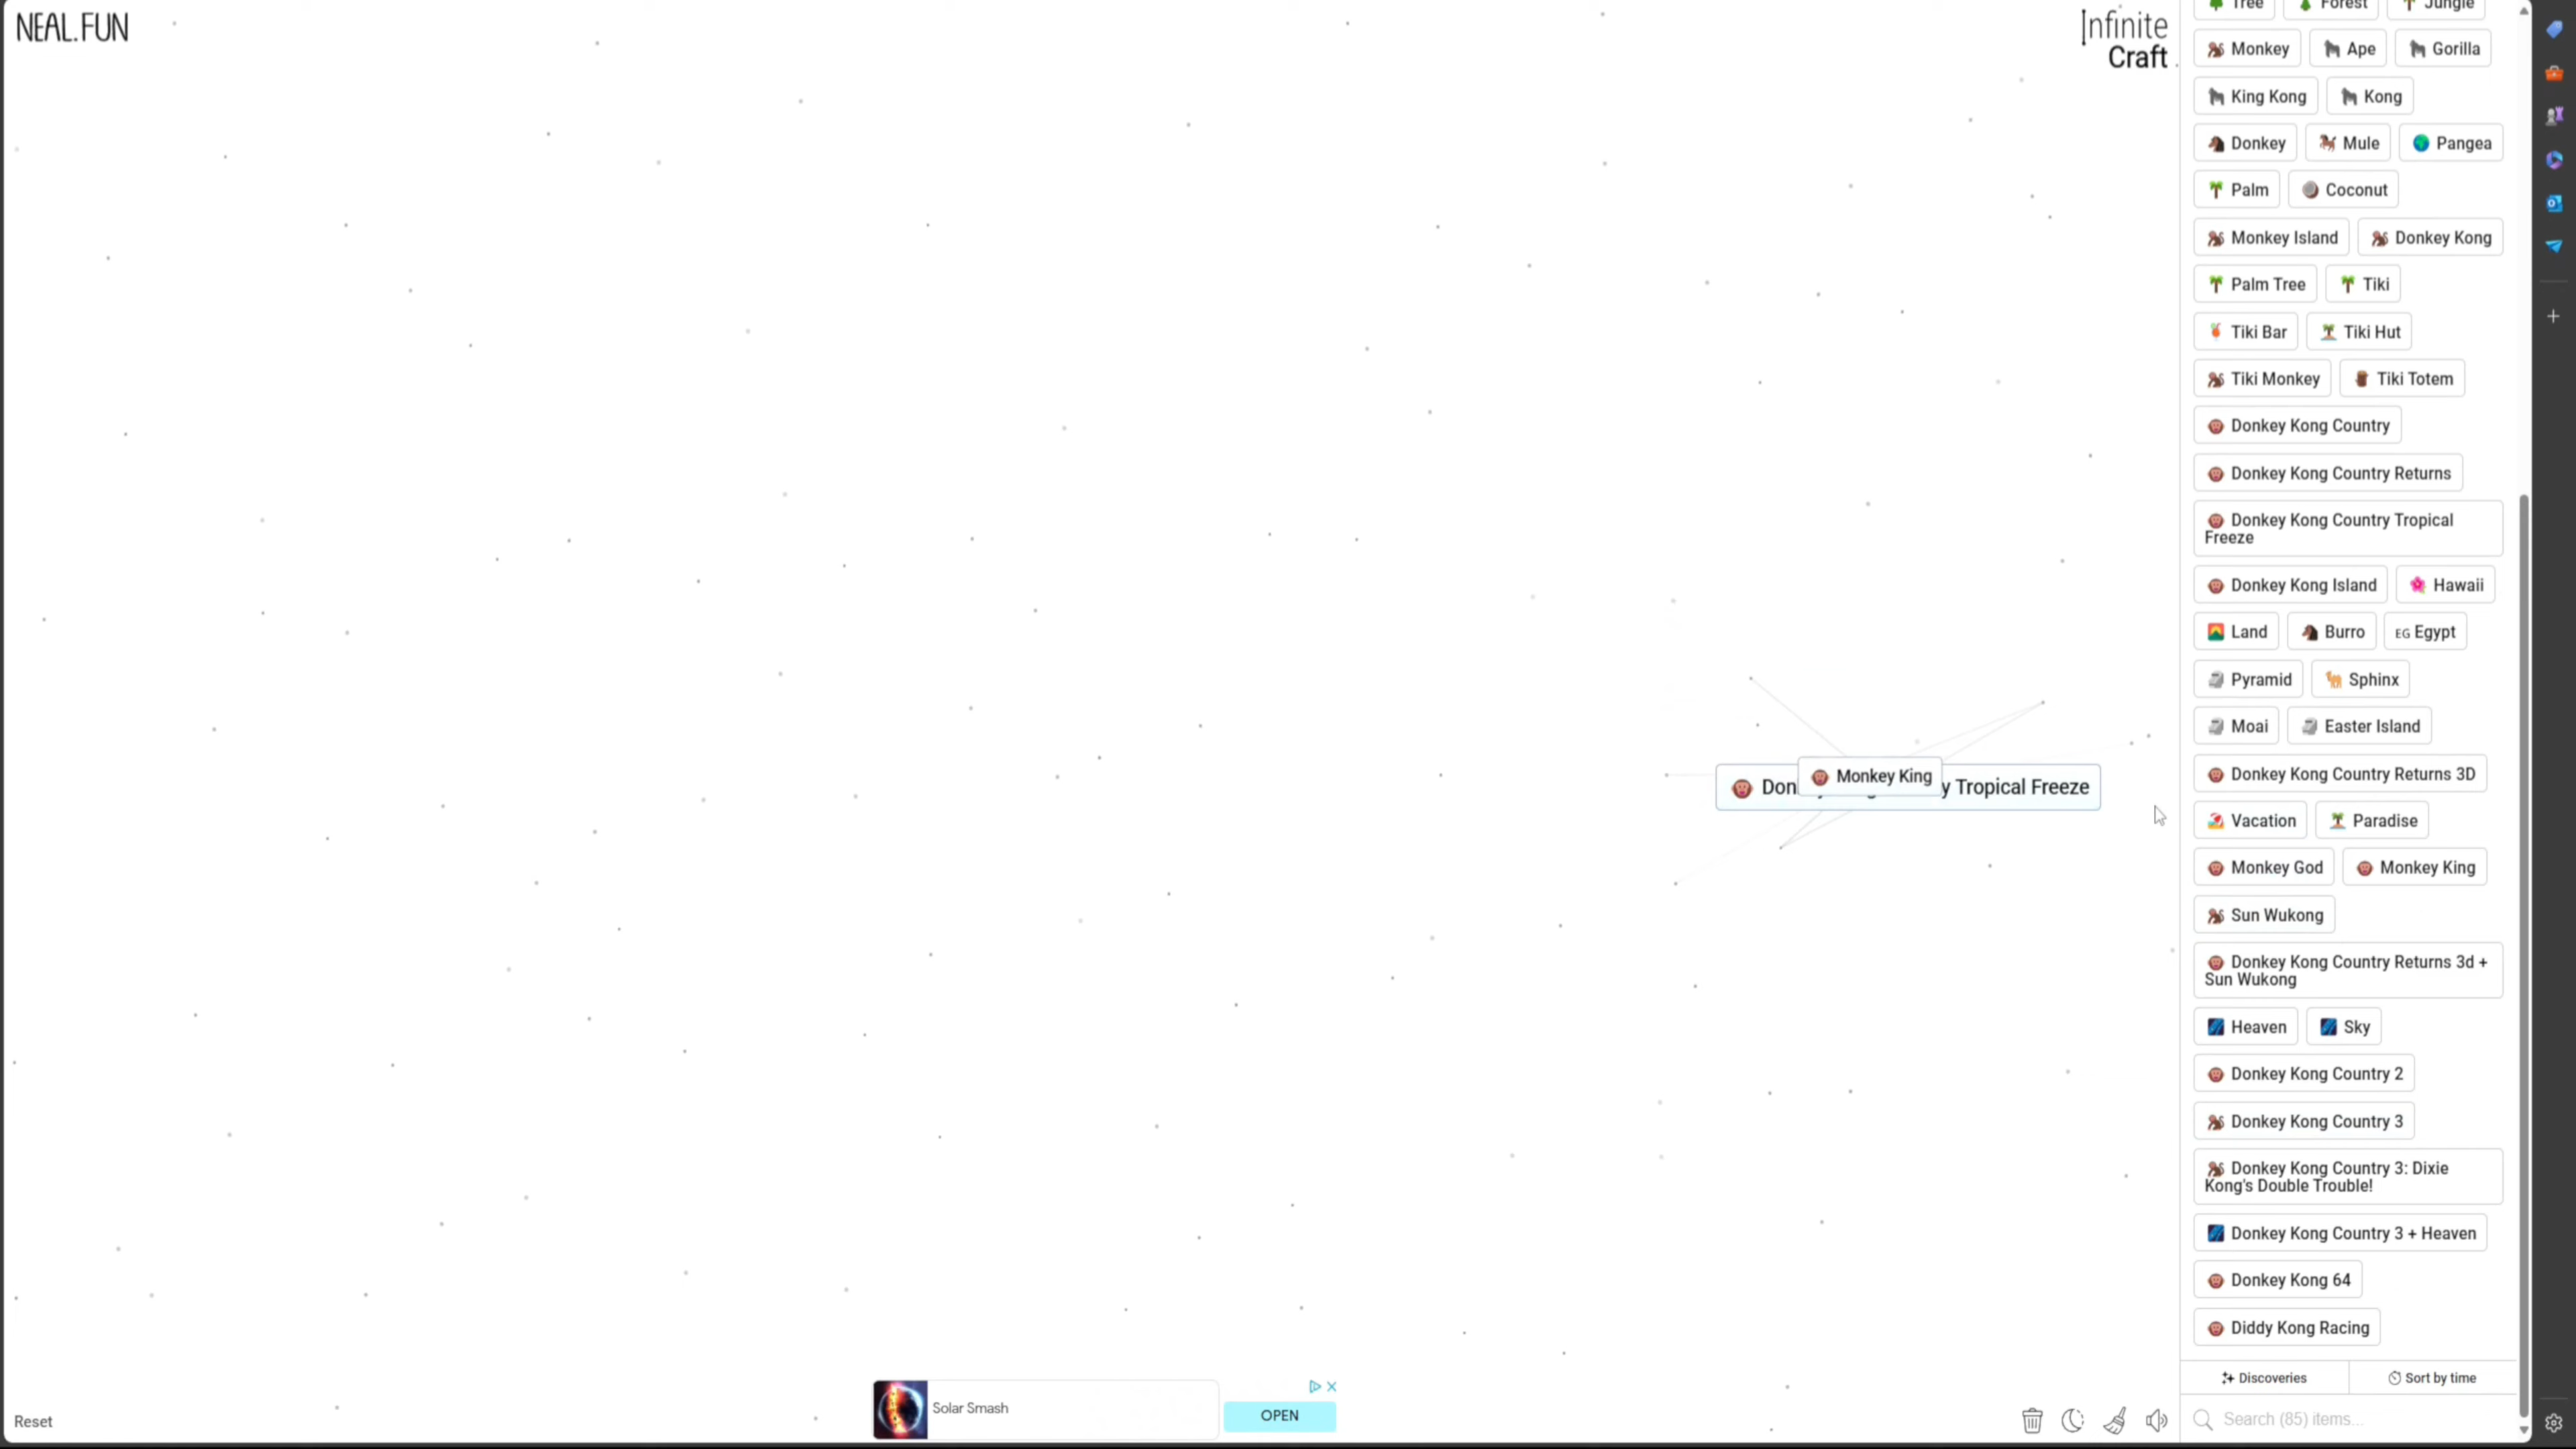 NEAL.FUN
Infinite
Craft
Tree Forest Jungle
Monkey Ape Gorilla
King Kong Kong
Donkey Mule Pangea
Palm Coconut
Monkey Island Donkey Kong
Palm Tree Tiki
Tiki Bar Tiki Hut
Tiki Monkey Tiki Totem
Donkey Kong Country
Donkey Kong Country Returns
Donkey Kong Country Tropical
Freeze
Donkey Kong Island Hawaii
Land Burro EG Egypt
Pyramid Sphinx
Moai Easter Island
Donkey Kong Country Returns 3D
Vacation Paradise
Monkey God Monkey King
Sun Wukong
Donkey Kong Country Returns 3d +
Sun Wukong
Heaven Sky
Donkey Kong Country 2
Donkey Kong Country 3
Donkey Kong Country 3: Dixie
Kong's Double Trouble!
Donkey Kong Country 3 + Heaven
Donkey Kong 64
Diddy Kong Racing
Discoveries Sort by time
Search (85) items...
Monkey King
Don y Tropical Freeze
Solar Smash
OPEN
Reset